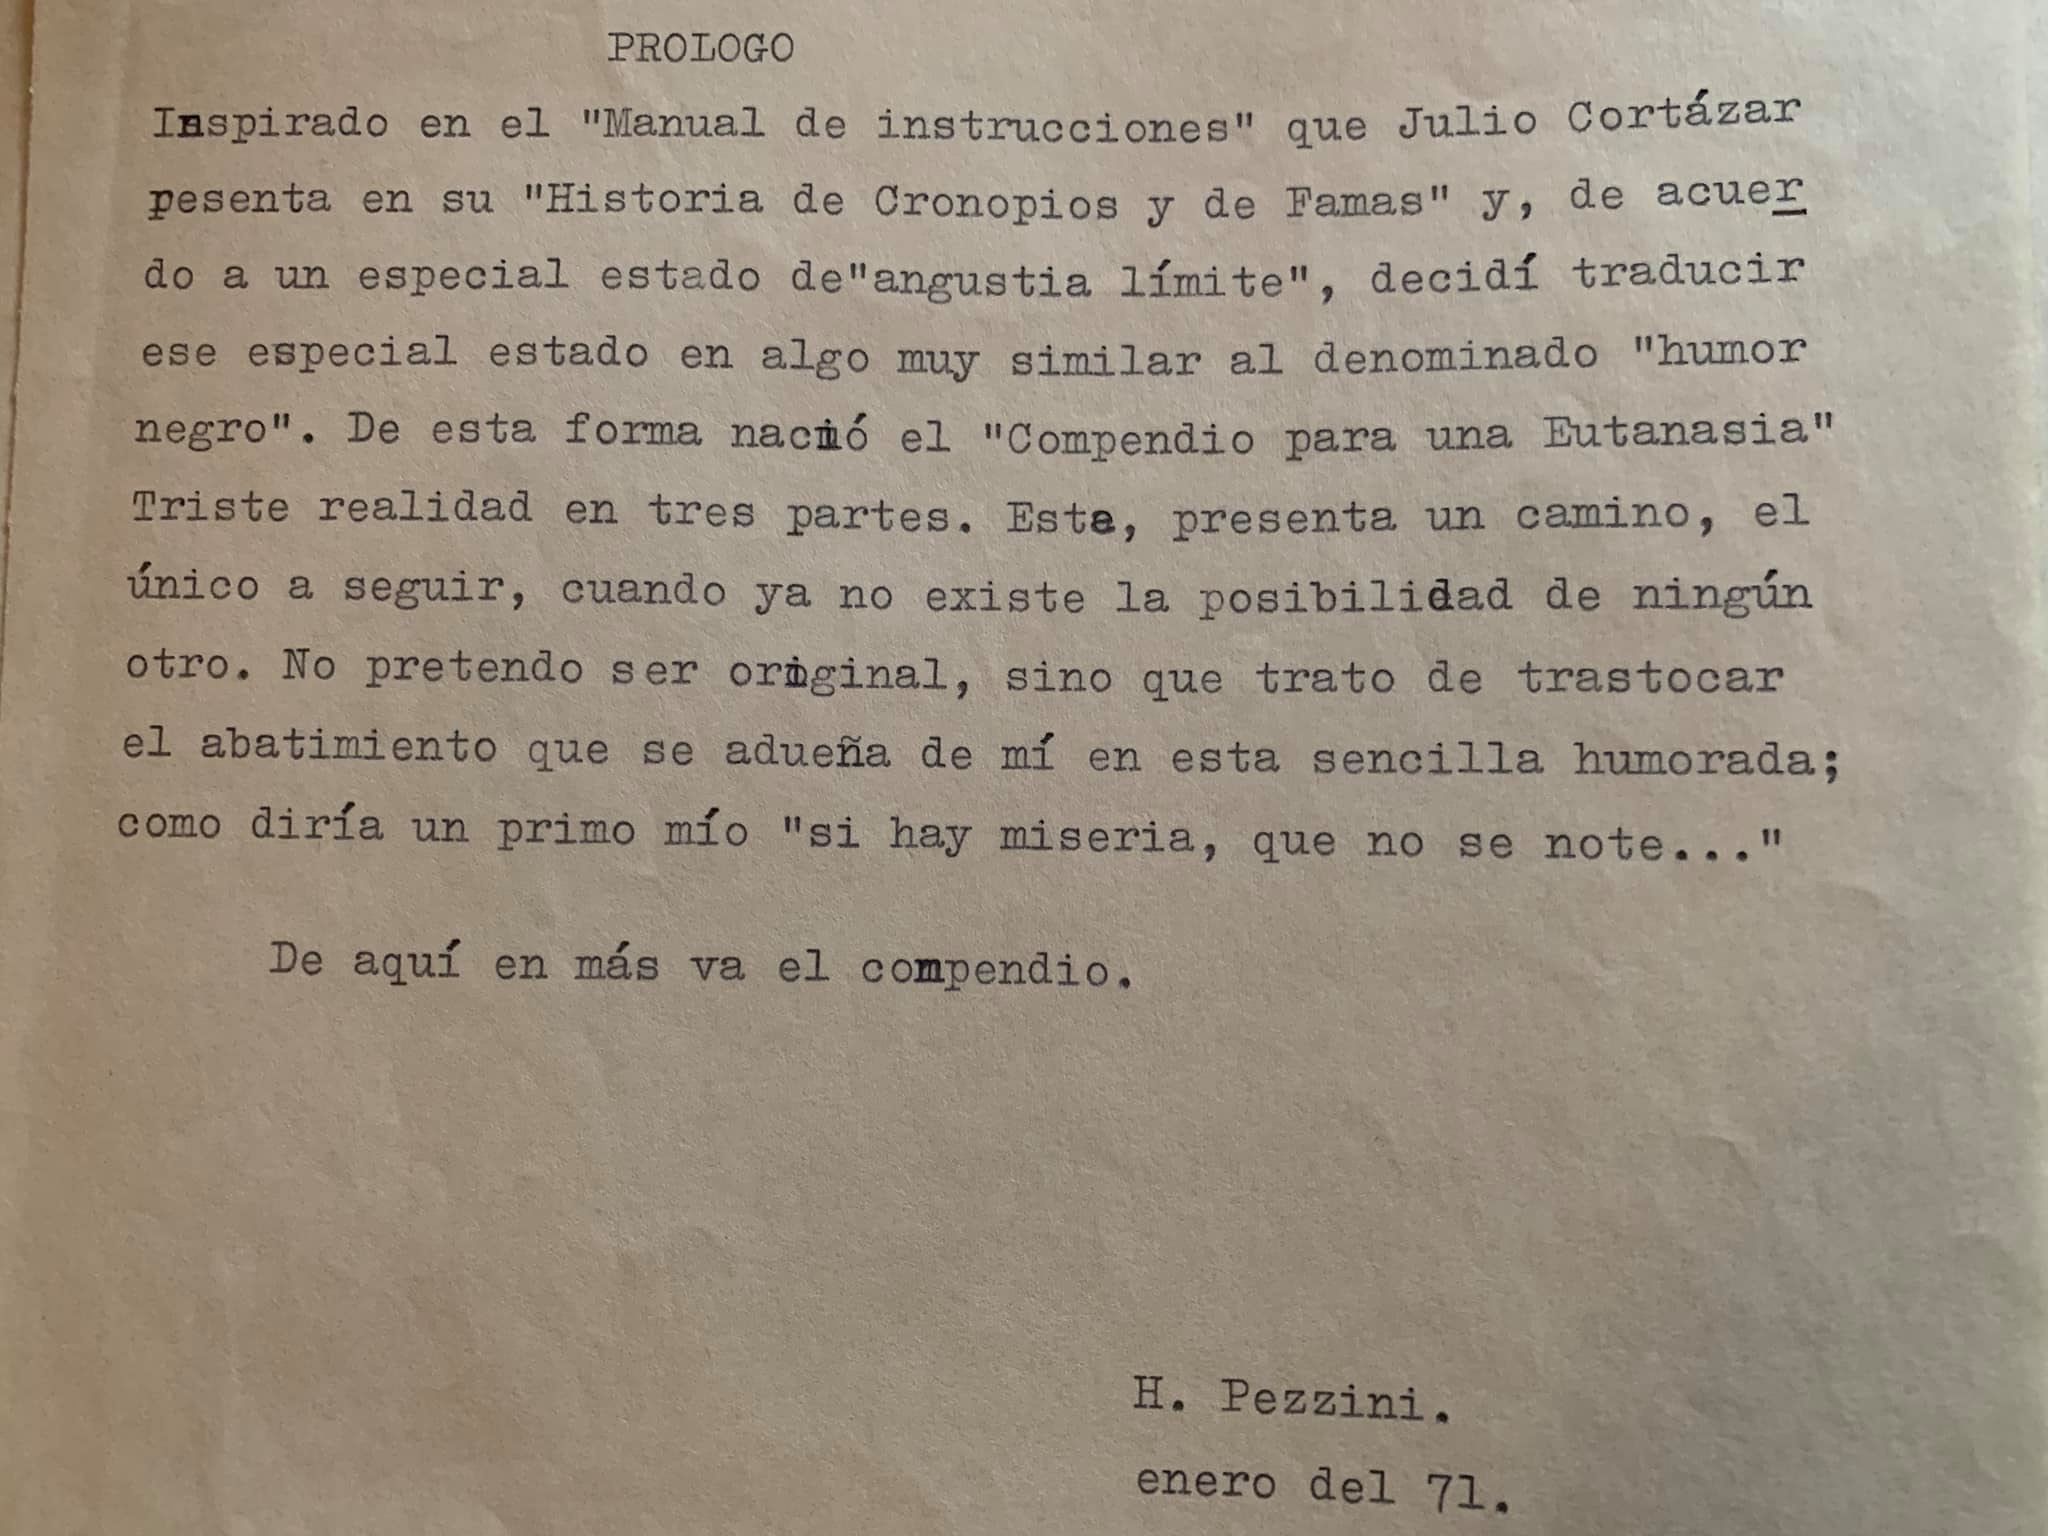 PROLOGO
Inspirado en el "Manual de instrucciones" que Julio Cortázar
pesenta en su "Historia de Cronopios y de Famas" y, de acuer
do a un especial estado de"angustia límite", decidí traducir
ese especial estado en algo muy similar al denominado "humor
negro". De esta forma nació el "Compendio para una Eutanasia"
Triste realidad en tres partes. Este, presenta un camino, el
único a seguir, cuando ya no existe la posibilidad de ningún
otro. No pretendo ser original, sino que trato de trastocar
el abatimiento que se adueña de mí en esta sencilla humorada;
como diría un primo mío "si hay miseria, que no se note..."
De aquí en más va el compendio.
H. Pezzini.
enero del 71.